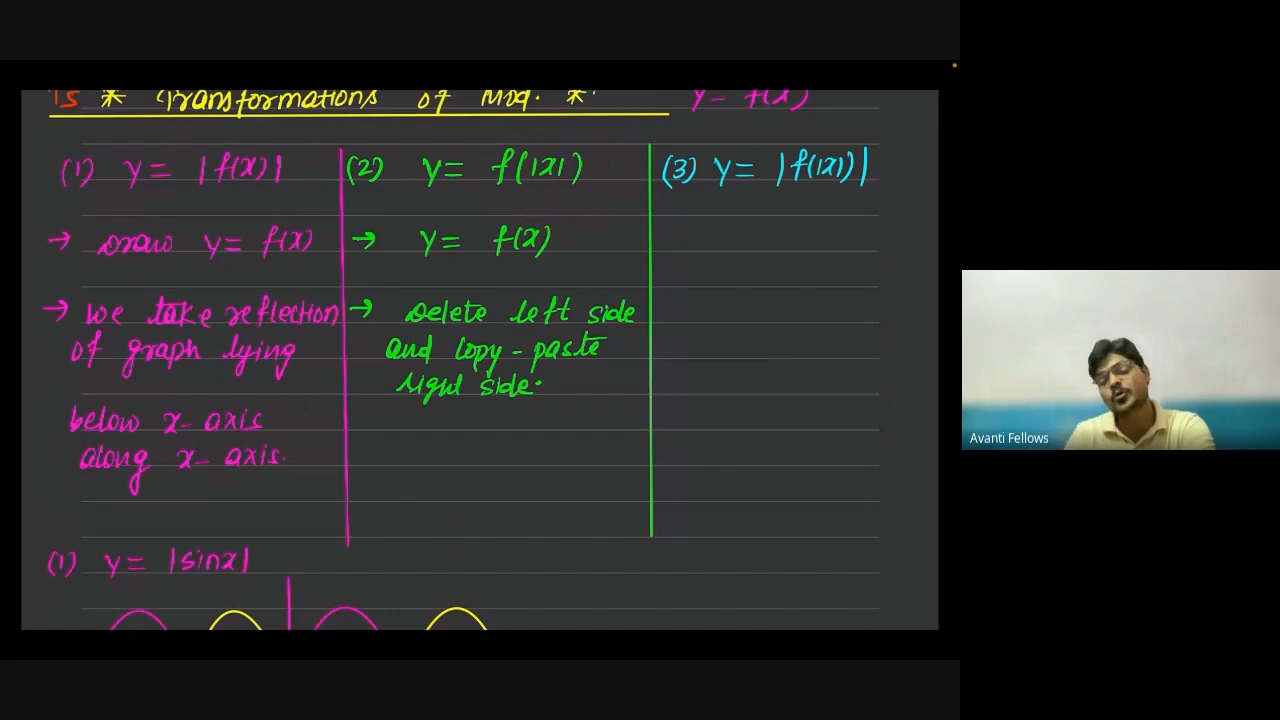 15 * Transformations of Mod. *
y = f(x)
(1) y = |f(x)|
→ Draw y = f(x)
→ we take reflection
of graph lying
below x-axis
along x-axis.
(2) y = f(|x|)
→ y = f(x)
→ Delete left side
and copy-paste
right side.
(3) y = |f(|x|)|
(1) y = |sinx|
Avanti Fellows